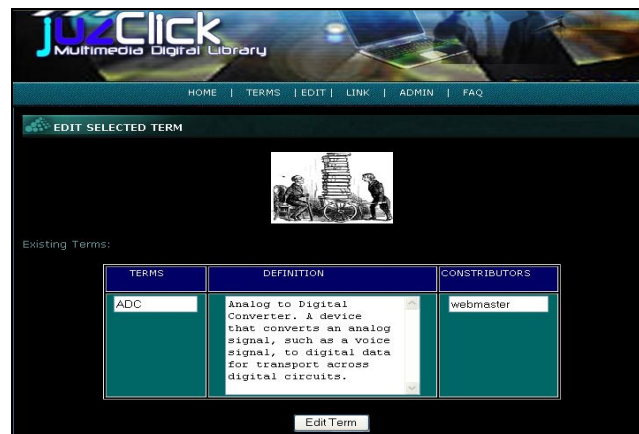 juzClick
Multimedia Digital Library
HOME | TERMS | EDIT | LINK | ADMIN | FAQ
EDIT SELECTED TERM
Existing Terms:
TERMS DEFINITION CONSTRIBUTORS
ADC
Analog to Digital
Converter. A device
that converts an analog
signal, such as a voice
signal, to digital data
for transport across
digital circuits.
webmaster
Edit Term